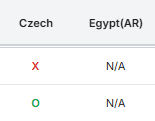 Czech Egypt(AR)
X N/A
O N/A